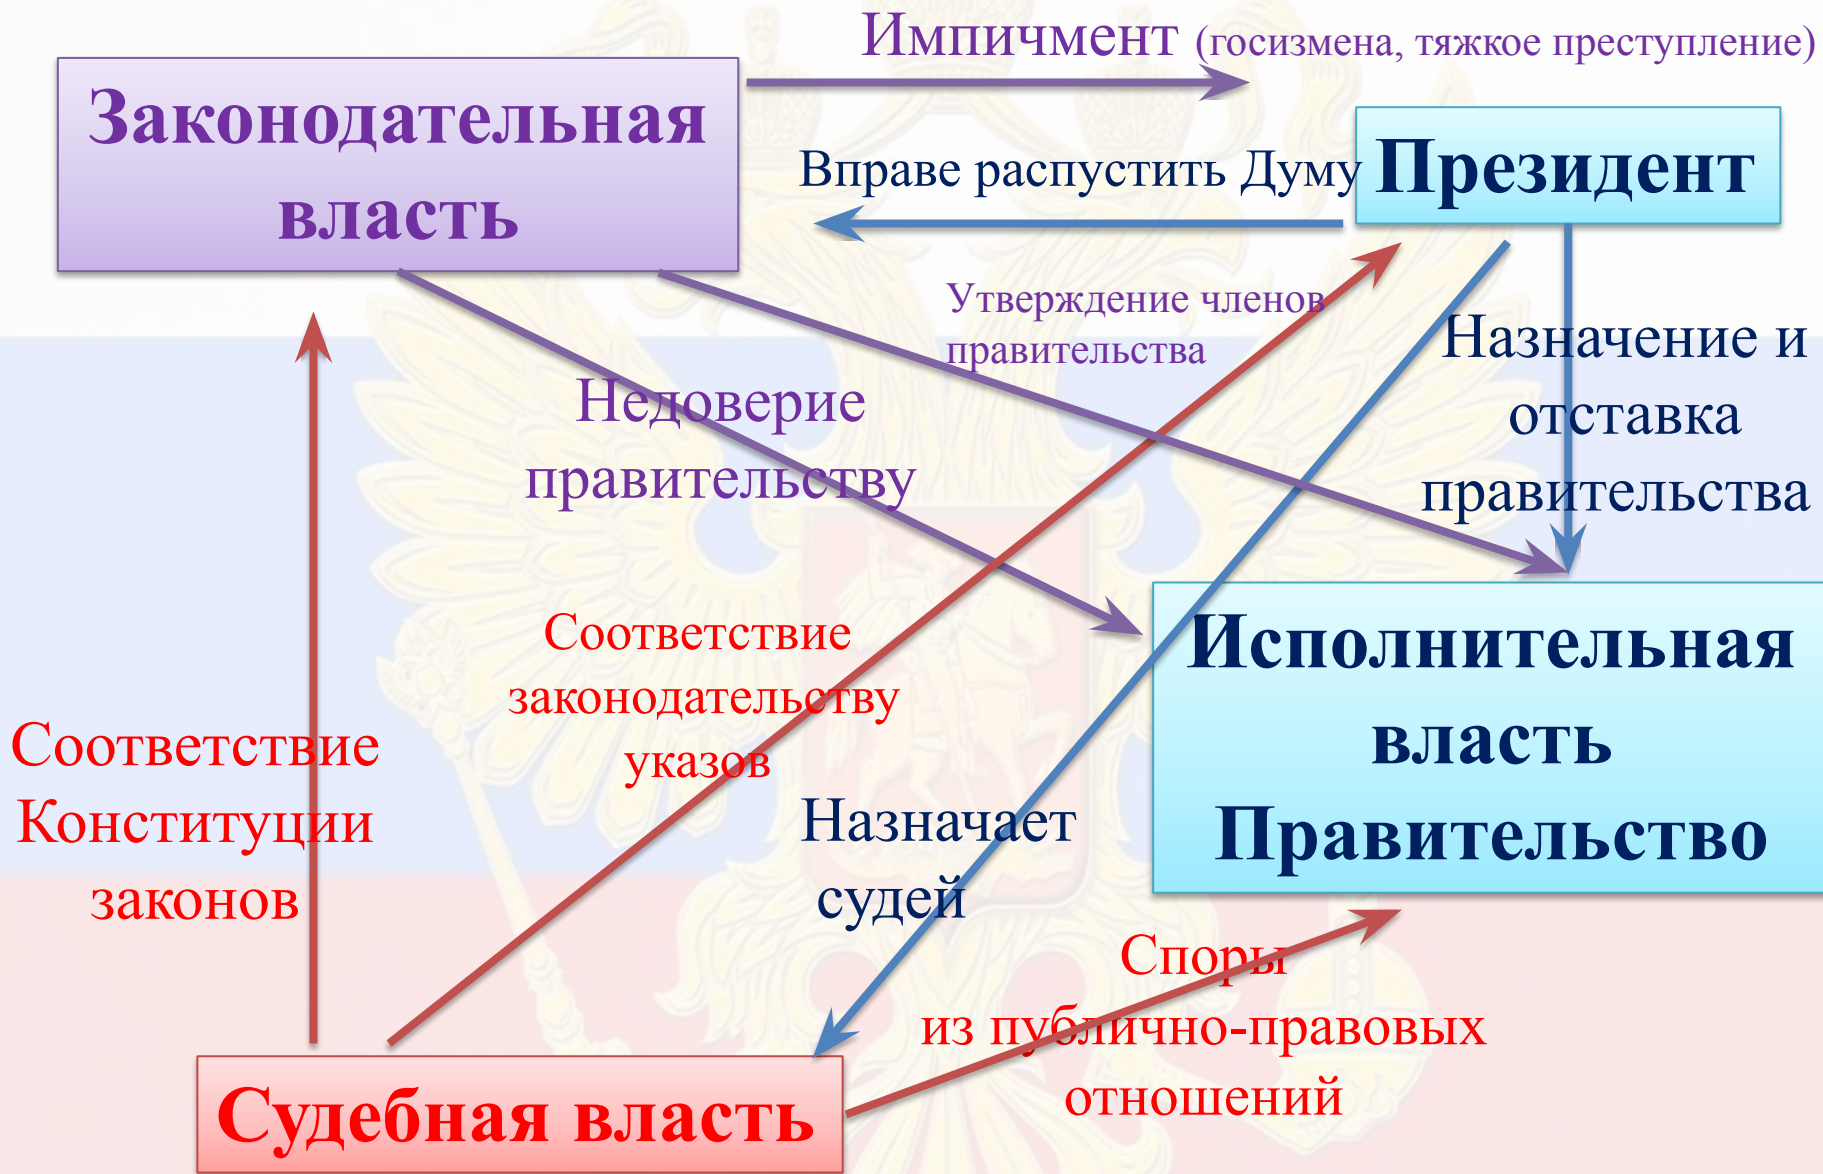 Импичмент (госизмена, тяжкое преступление)
Законодательная
власть
Вправе распустить Думу
Президент
Утверждение членов
правительства
Назначение и
отставка
правительства
Недоверие
правительству
Исполнительная
власть
Правительство
Соответствие
законодательству
указов
Соответствие
Конституции
законов
Назначает
судей
Споры
из публично-правовых
отношений
Судебная власть